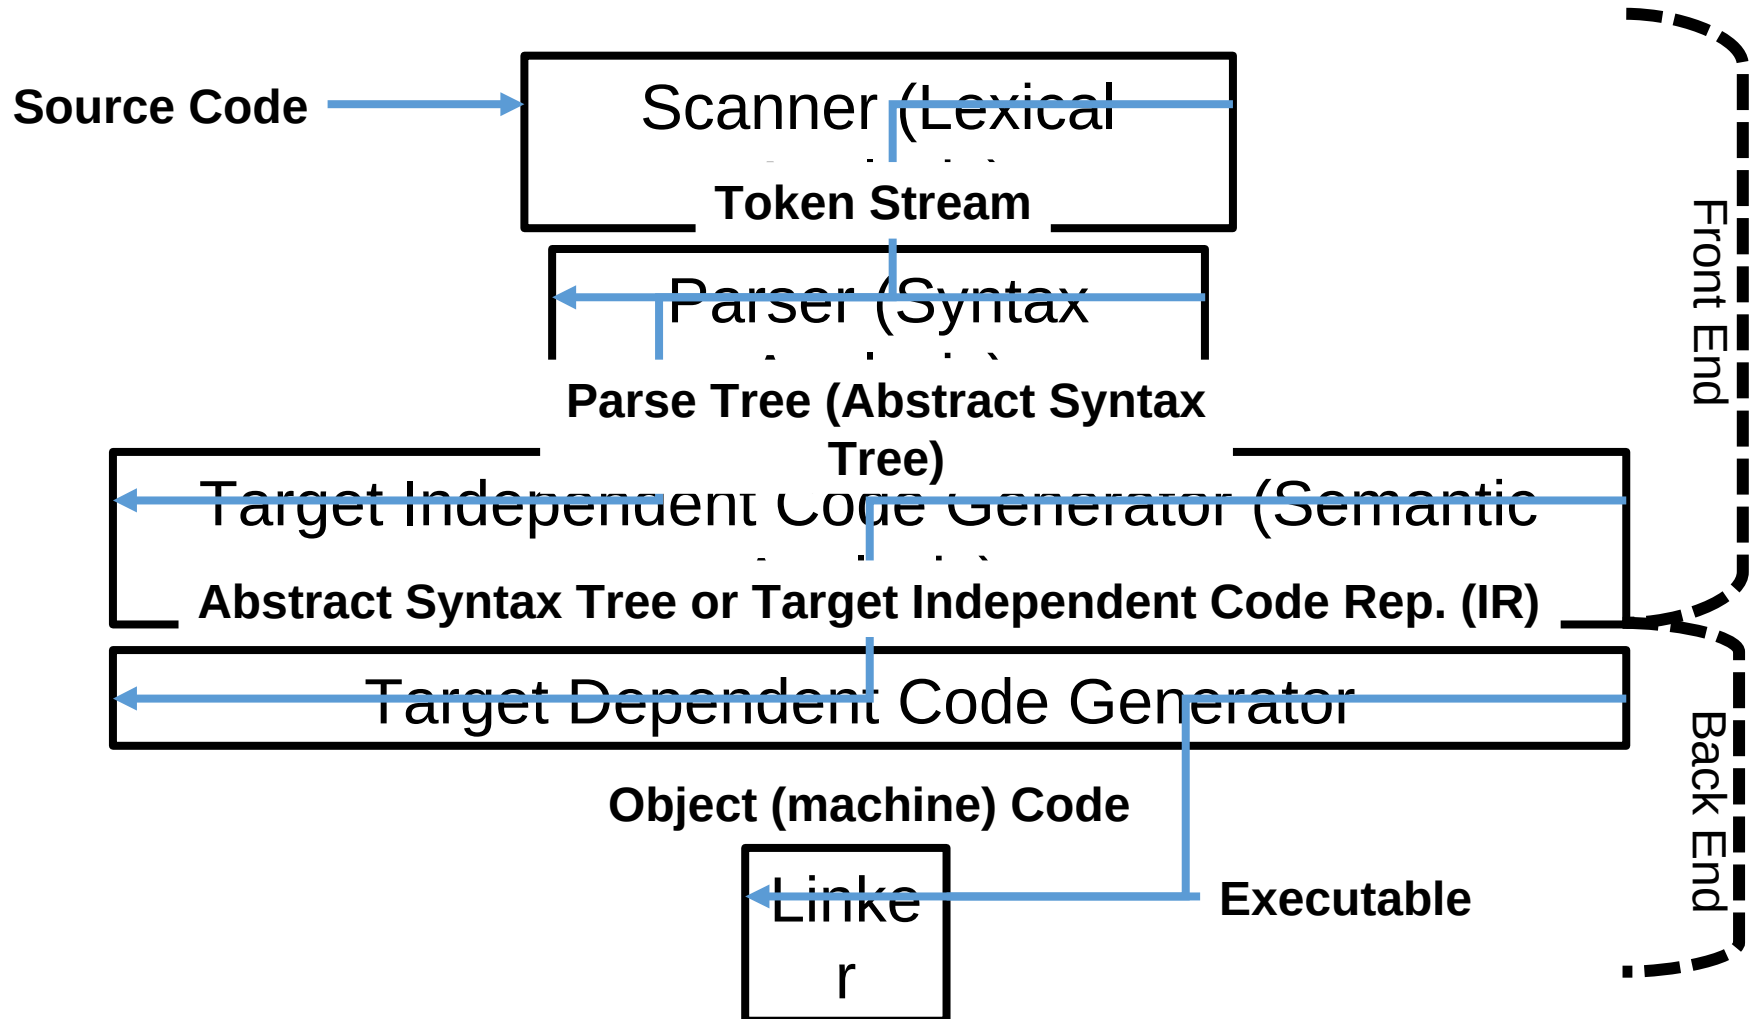 Source Code
Scanner (Lexical
Token Stream
Parser (Syntax
Parse Tree (Abstract Syntax
Tree)
Target Independent Code Generator (Semantic
Abstract Syntax Tree or Target Independent Code Rep. (IR)
Target Dependent Code Generator
Object (machine) Code
Linke
r
Executable
Front End
Back End